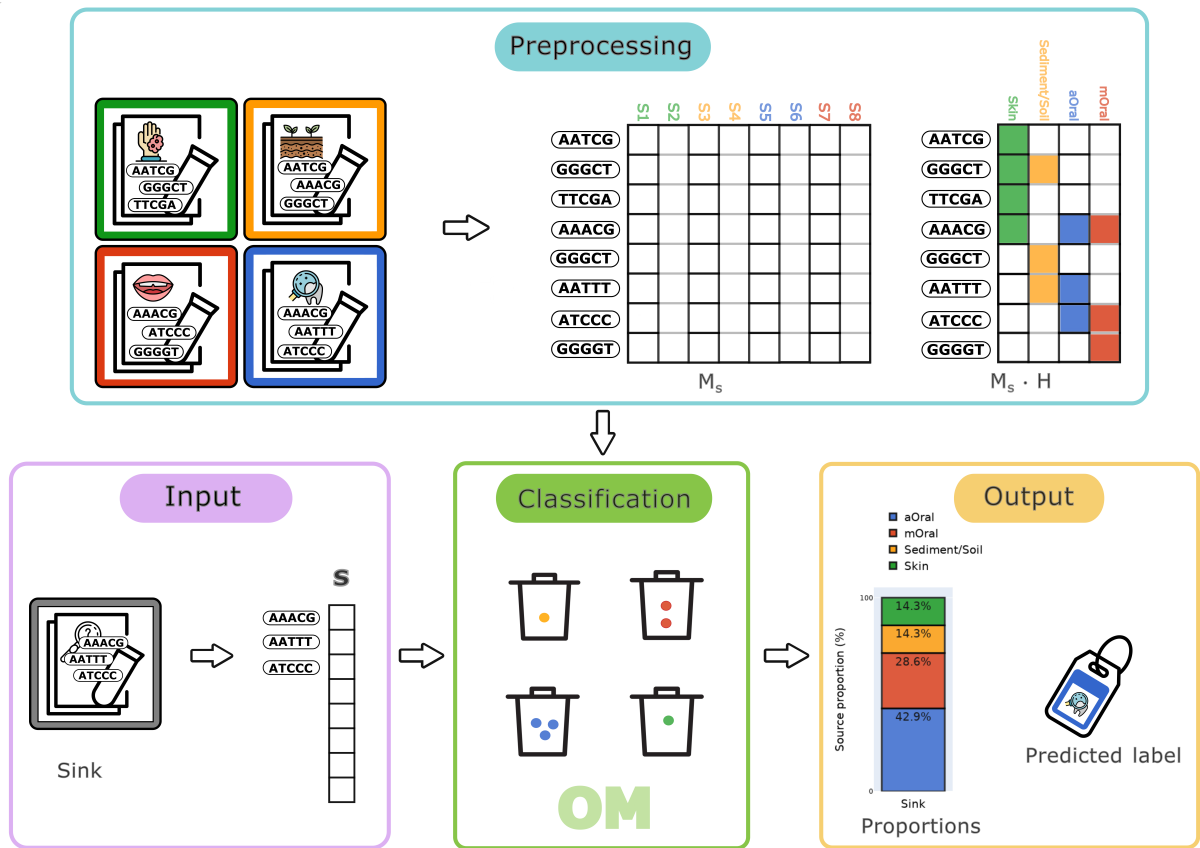 Preprocessing
AATCG
GGGCT
TTCGA
AATCG
AAACG
GGGCT
AAACG
ATCCC
GGGGT
AAACG
AATTT
ATCCC
S1 S2 S3 S4 S5 S6 S7 S8
AATCG
GGGCT
TTCGA
AAACG
GGGCT
AATTT
ATCCC
GGGGT
Ms
Skin
Sediment/Soil
aOral
mOral
AATCG
GGGCT
TTCGA
AAACG
GGGCT
AATTT
ATCCC
GGGGT
Ms · H
Input
?
AAACG
AATTT
ATCCC
Sink
S
AAACG
AATTT
ATCCC
Classification
OM
Output
aOral
mOral
Sediment/Soil
Skin
Source proportion (%)
100
0
14.3%
14.3%
28.6%
42.9%
Sink
Proportions
Predicted label